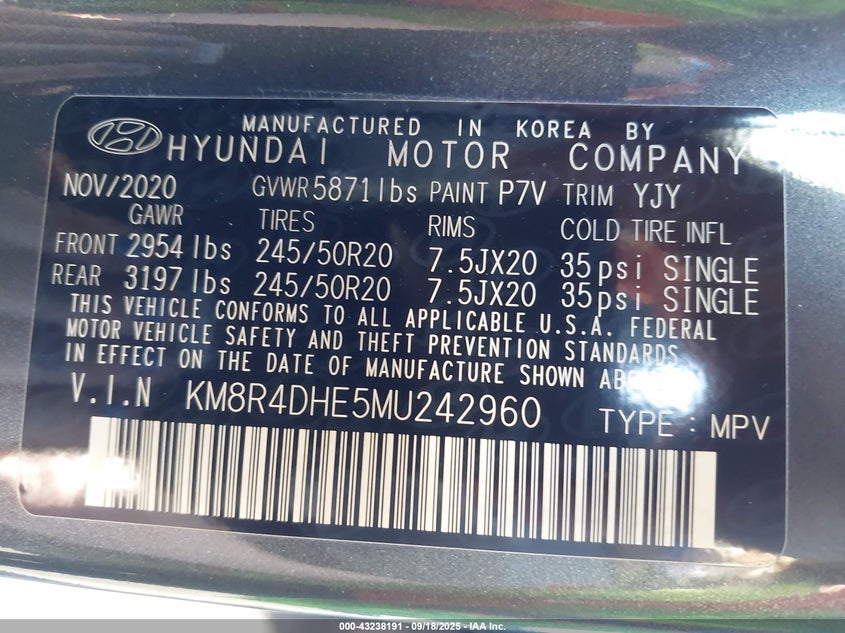 MANUFACTURED IN KOREA BY
HYUNDAI MOTOR COMPANY
NOV/2020 GVWR 5871 lbs PAINT P7V TRIM YJY
GAWR TIRES RIMS COLD TIRE INFL
FRONT 2954 lbs 245/50R20 7.5JX20 35psi SINGLE
REAR 3197 lbs 245/50R20 7.5JX20 35psi SINGLE
THIS VEHICLE CONFORMS TO ALL APPLICABLE U.S.A. FEDERAL
MOTOR VEHICLE SAFETY AND THEFT PREVENTION STANDARDS
IN EFFECT ON THE DATE OF MANUFACTURE SHOWN
V.I.N KM8R4DHE5MU242960 TYPE : MPV
000-43238191 - 09/18/2025 - IAA Inc.